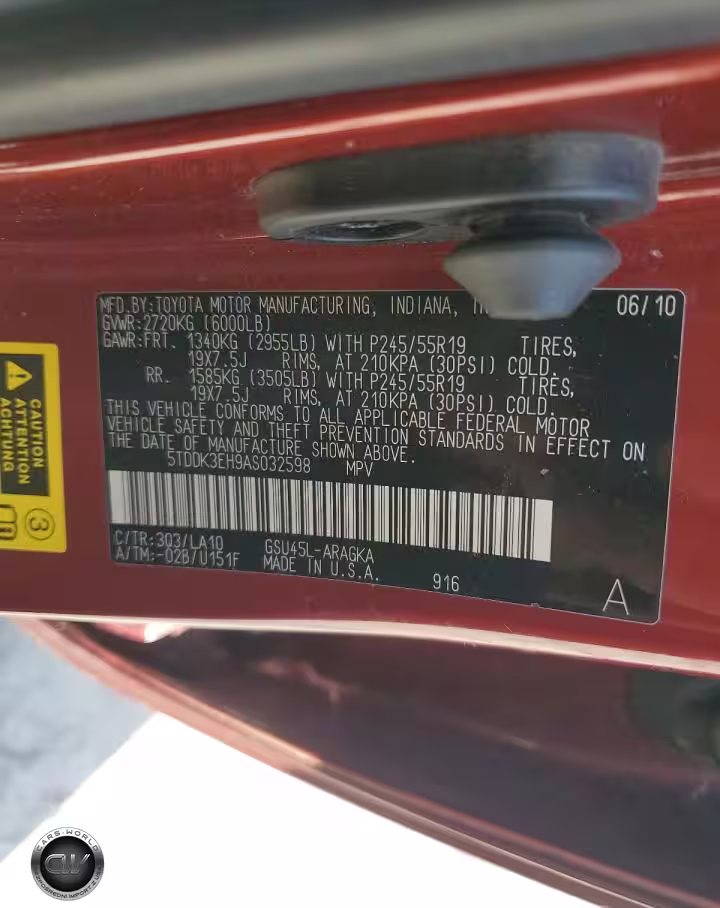 MFD.BY:TOYOTA MOTOR MANUFACTURING, INDIANA, 06/10
GVWR:2720KG (6000LB)
GAWR:FRT. 1340KG (2955LB) WITH P245/55R19 TIRES,
19X7.5J RIMS, AT 210KPA (30PSI) COLD.
RR. 1585KG (3505LB) WITH P245/55R19 TIRES,
19X7.5J RIMS, AT 210KPA (30PSI) COLD.
THIS VEHICLE CONFORMS TO ALL APPLICABLE FEDERAL MOTOR
VEHICLE SAFETY AND THEFT PREVENTION STANDARDS IN EFFECT ON
THE DATE OF MANUFACTURE SHOWN ABOVE.
5TDDK3EH9AS032598 MPV
C/TR:3Q3/LA10 GSU45L-ARAGKA
A/TM:-02B/U151F MADE IN U.S.A. 916
A
CAUTION
ATTENTION
ACHTUNG
3
CARS-WORLD
CW